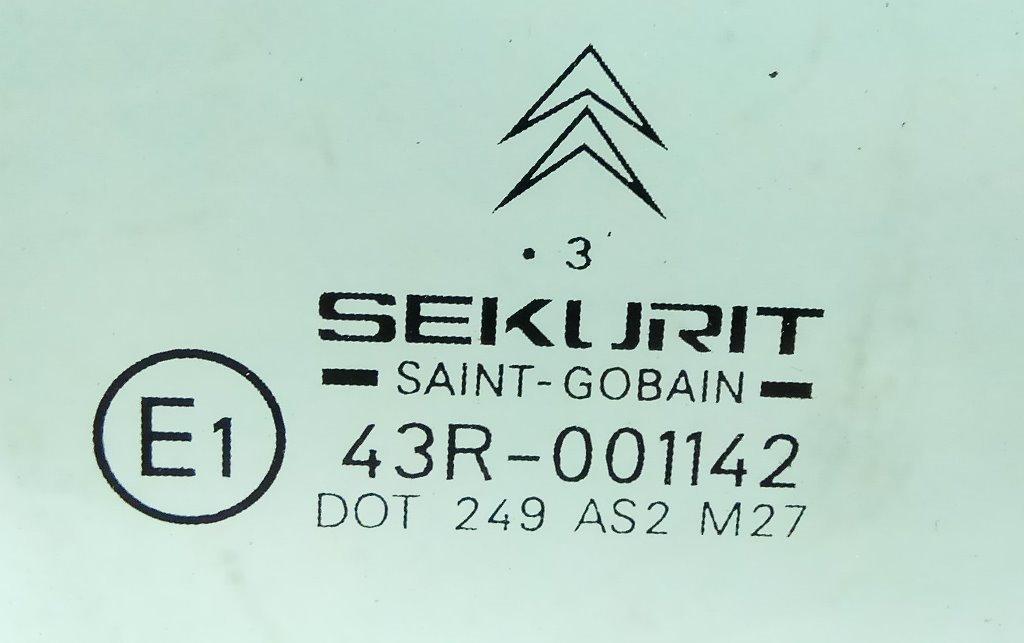 . 3
SEKURIT
SAINT-GOBAIN
E1
43R-001142
DOT 249 AS2 M27